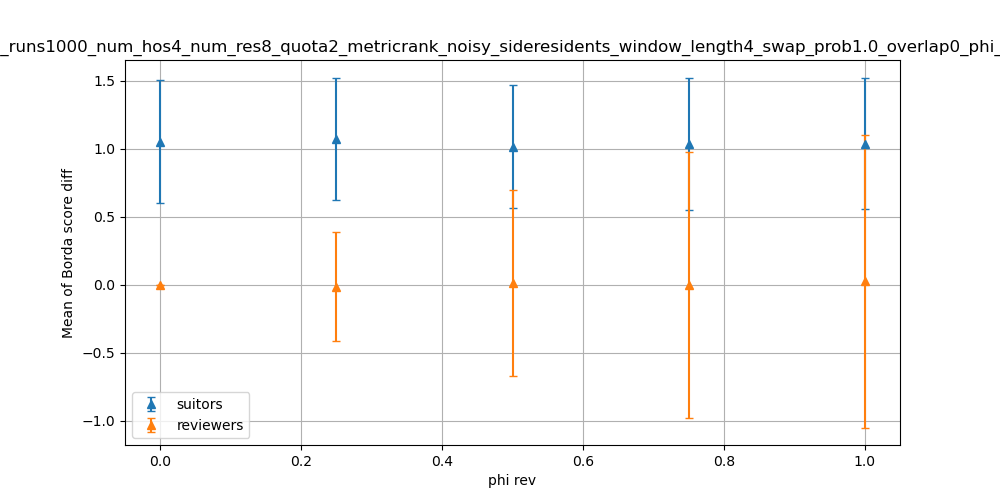 _runs1000_num_hos4_num_res8_quota2_metricrank_noisy_sideresidents_window_length4_swap_prob1.0_overlap0_phi_
1.5
1.0
0.5
0.0
−0.5
−1.0
Mean of Borda score diff
suitors
reviewers
0.0 0.2 0.4 0.6 0.8 1.0
phi rev